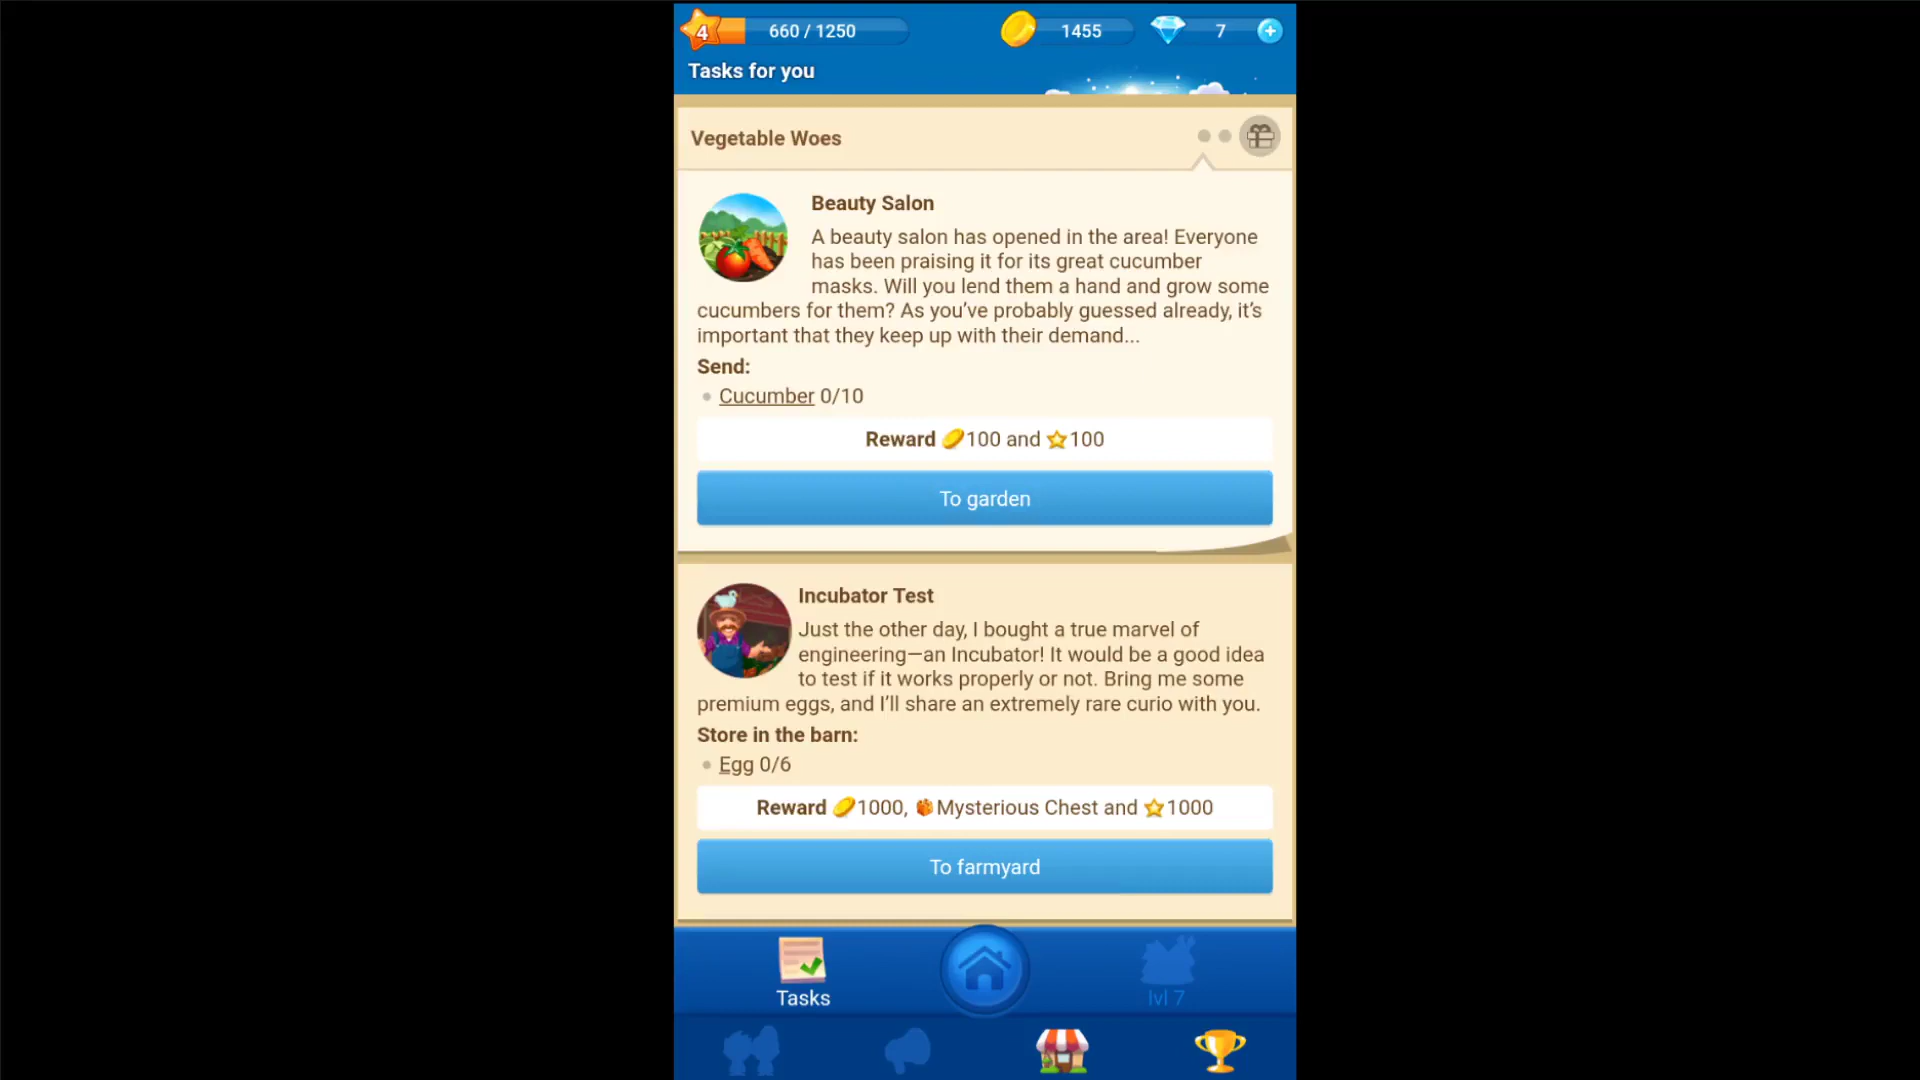 4 660 / 1250 1455 7
Tasks for you
Vegetable Woes
Beauty Salon
A beauty salon has opened in the area! Everyone
has been praising it for its great cucumber
masks. Will you lend them a hand and grow some
cucumbers for them? As you’ve probably guessed already, it’s
important that they keep up with their demand...
Send:
Cucumber 0/10
Reward 100 and 100
To garden
Incubator Test
Just the other day, I bought a true marvel of
engineering—an Incubator! It would be a good idea
to test if it works properly or not. Bring me some
premium eggs, and I’ll share an extremely rare curio with you.
Store in the barn:
Egg 0/6
Reward 1000, Mysterious Chest and 1000
To farmyard
Tasks
lvl 7